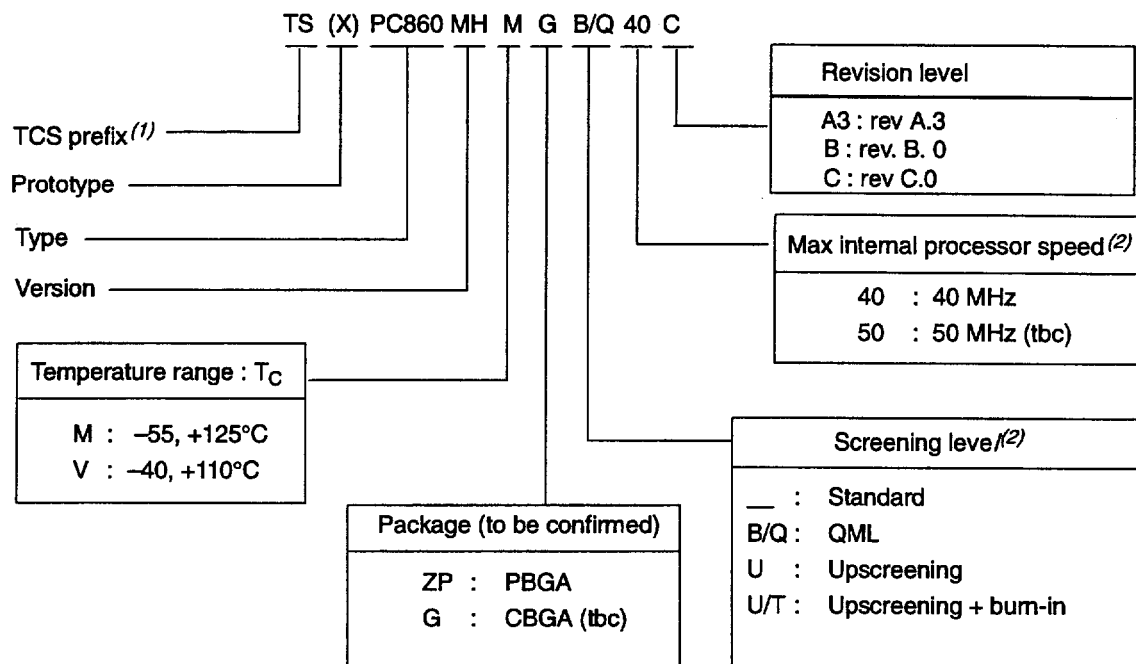 TS (X) PC860 MH M G B/Q 40 C
TCS prefix (1)
Prototype
Type
Version
Revision level
A3 : rev A.3
B : rev. B. 0
C : rev C.0
Max internal processor speed (2)
40 : 40 MHz
50 : 50 MHz (tbc)
Temperature range : TC
M : –55, +125°C
V : –40, +110°C
Package (to be confirmed)
ZP : PBGA
G : CBGA (tbc)
Screening level (2)
__ : Standard
B/Q : QML
U : Upscreening
U/T : Upscreening + burn-in